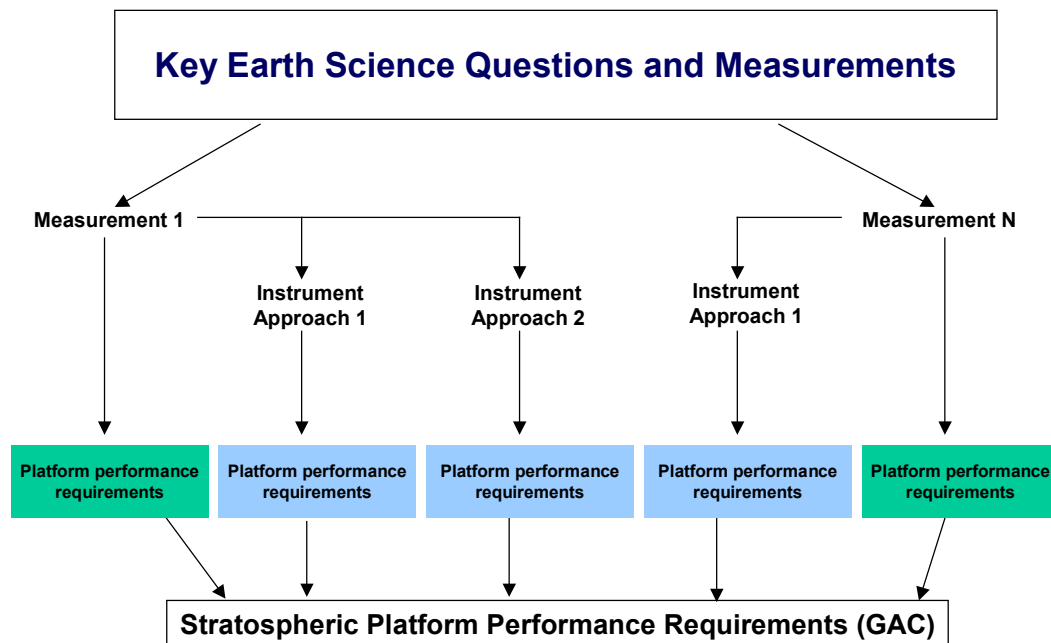 Key Earth Science Questions and Measurements
Measurement 1
Measurement N
Instrument
Approach 1
Instrument
Approach 2
Instrument
Approach 1
Platform performance
requirements
Platform performance
requirements
Platform performance
requirements
Platform performance
requirements
Platform performance
requirements
Stratospheric Platform Performance Requirements (GAC)